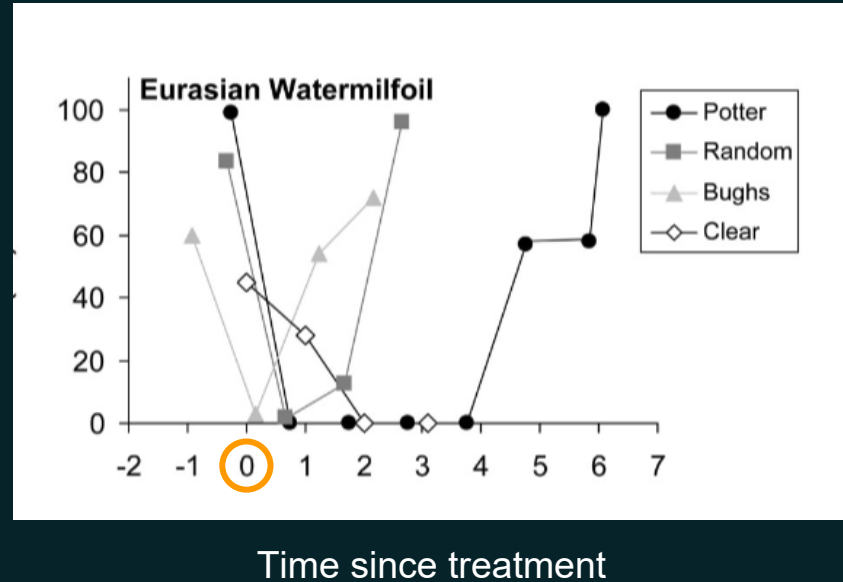 Eurasian Watermilfoil
100
80
60
40
20
0
-2 -1 0 1 2 3 4 5 6 7
Potter
Random
Bughs
Clear
Time since treatment